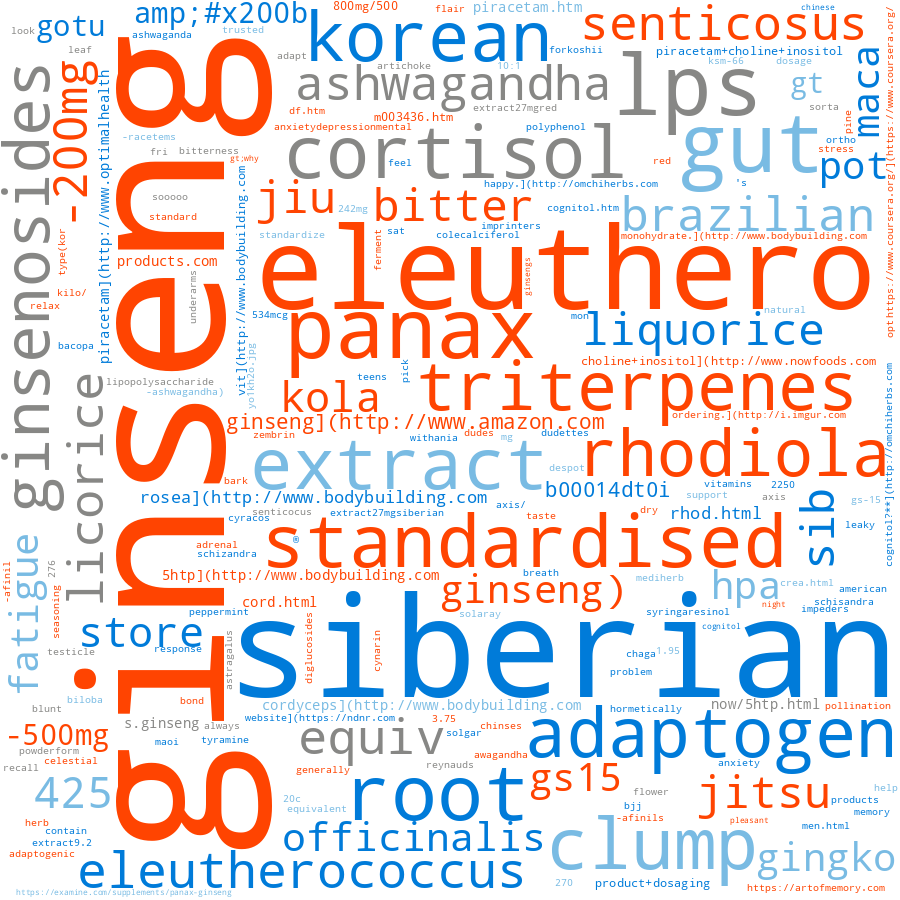 amp;#x200b
800mg/500
flair
piracetam.htm
chinese
gotu
look
ashwaganda
trusted
korean
senticosus
leaf
adapt
forkoshii
piracetam+choline+inositol
artichoke
10:1
ksm-66
dosage
ashwagandha
lps
gt
maca
extract27mgred
sorta
df.htm
m003436.htm
pine
https://www.coursera.org/](https://www.coursera.org/
opt
-200mg
ginsenosides
piracetam](http://www.optimalhealth
ginseng
-racetems
anxietydepressionmental
polyphenol
gut
ortho
stress
fri
bitterness
gt;why
cortisol
feel
red
pot
vit](http://www.bodybuilding.com
happy.](http://omchiherbs.com
's
sooooo
jiu
242mg
bitter
cognitol.htm
brazilian
standard
imprinters
standardize
sat
colecalciferol
monohydrate.](http://www.bodybuilding.com
type(kor
products.com
ferment
eleuthero
ginsengs
underarms
kilo/
relax
534mcg
mon
natural
panax
liquorice
bacopa
yo1kh2o.jpg
teens
pick
choline+inositol](http://www.nowfoods.com
cognitol?**](http://omchiherbs.com
lipopolysaccharide
-ashwagandha)
kola
triterpenes
licorice
ginseng](http://www.amazon.com
ordering.](http://i.imgur.com
zembrin
withania
dudes
mg
dudettes
rhodiola
extract
despot
bark
b00014dt0i
vitamins
2250
rosea](http://www.bodybuilding.com
support
axis
gs-15
senticocus
axis/
sib
cyracos
extract27mgsiberian
taste
dry
rhod.html
leaky
fatigue
adrenal
schizandra
®
standardised
276
-afinil
5htp](http://www.bodybuilding.com
breath
mediherb
hpa
crea.html
american
ginseng)
seasoning
cord.html
night
schisandra
peppermint
solaray
syringaresinol
impeders
store
siberian
cognitol
testicle
response
astragalus
diglucosides
cynarin
chaga
1.95
problem
biloba
bond
cordyceps](http://www.bodybuilding.com
hormetically
now/5htp.html
pollination
blunt
s.ginseng
always
website](https://ndnr.com
3.75
chinses
-500mg
maoi
tyramine
equiv
solgar
adaptogen
powderform
awagandha
celestial
generally
reynauds
anxiety
recall
root
gs15
jitsu
425
20c
equivalent
flower
bjj
products
help
memory
herb
contain
-afinils
pleasant
men.html
extract9.2
officinalis
clump
adaptogenic
gingko
eleutherococcus
270
product+dosaging
https://artofmemory.com
https://examine.com/supplements/panax-ginseng